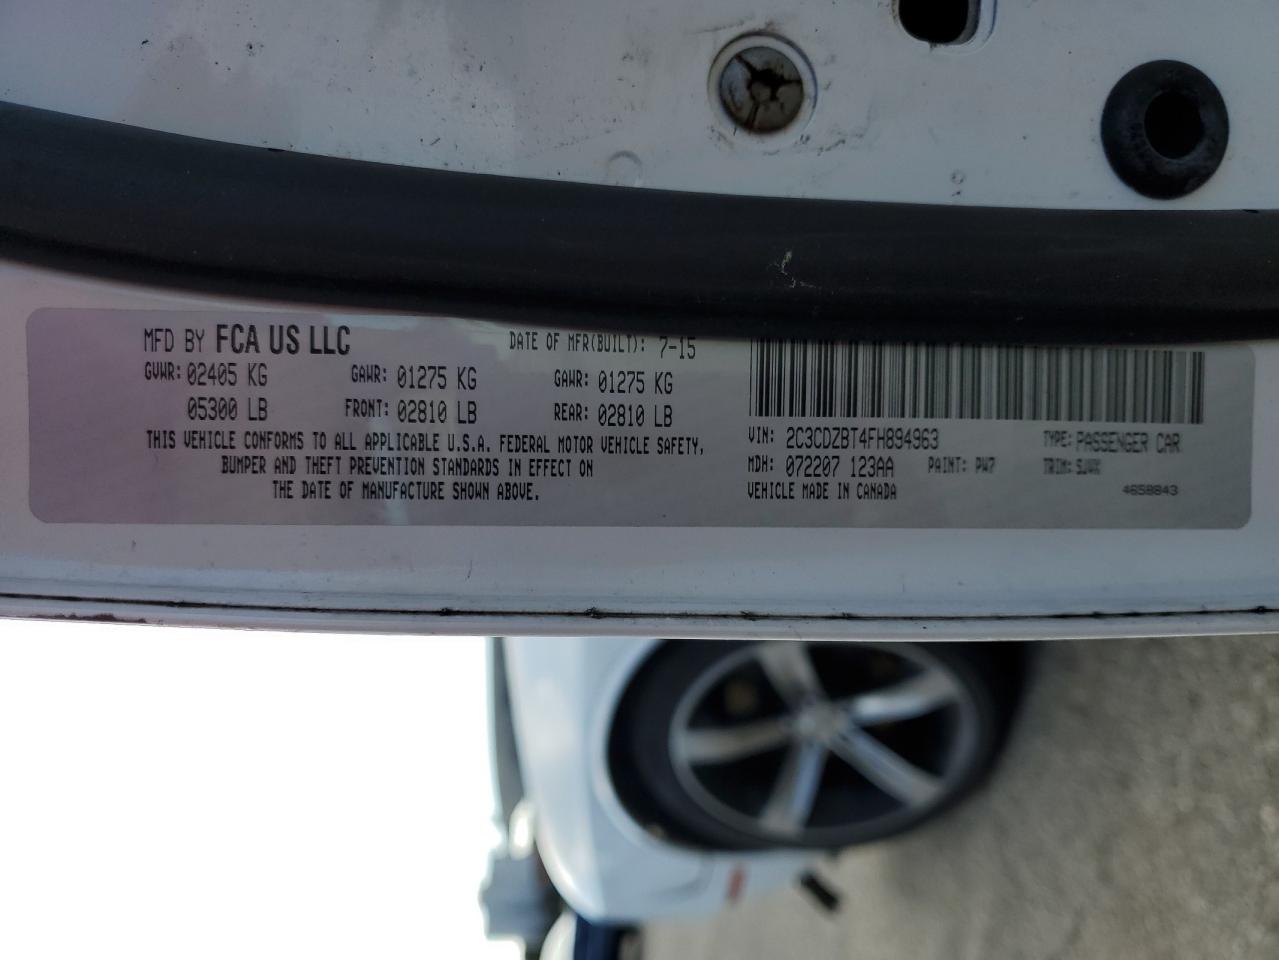 MFD BY FCA US LLC DATE OF MFR(BUILT): 7-15
GVWR: 02405 KG GAWR: 01275 KG GAWR: 01275 KG
05300 LB FRONT: 02810 LB REAR: 02810 LB
THIS VEHICLE CONFORMS TO ALL APPLICABLE U.S.A. FEDERAL MOTOR VEHICLE SAFETY,
BUMPER AND THEFT PREVENTION STANDARDS IN EFFECT ON
THE DATE OF MANUFACTURE SHOWN ABOVE.
VIN: 2C3CDZBT4FH894963 TYPE: PASSENGER CAR
MDH: 072207 123AA PAINT: PW7 TRIM:
VEHICLE MADE IN CANADA 4658843